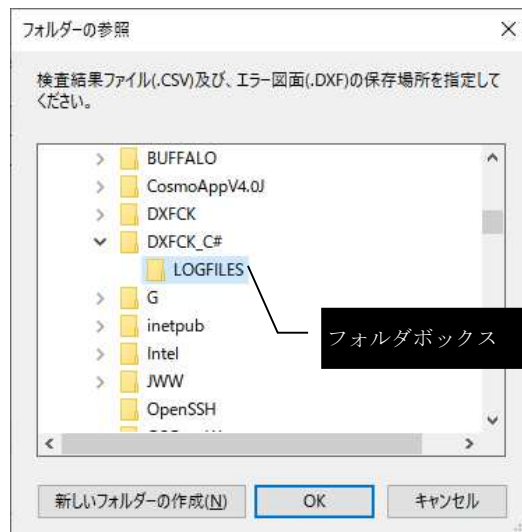 フォルダーの参照
検査結果ファイル(.CSV)及び、エラー図面(.DXF)の保存場所を指定して
ください。
BUFFALO
CosmoAppV4.0J
DXFCK
DXFCK_C#
LOGFILES
G
inetpub
フォルダボックス
Intel
JWW
OpenSSH
新しいフォルダーの作成(N)
OK
キャンセル